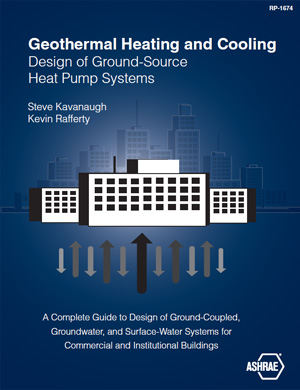 RP-1674
Geothermal Heating and Cooling
Design of Ground-Source
Heat Pump Systems
Steve Kavanaugh
Kevin Rafferty
A Complete Guide to Design of Ground-Coupled,
Groundwater, and Surface-Water Systems for
Commercial and Institutional Buildings
ASHRAE